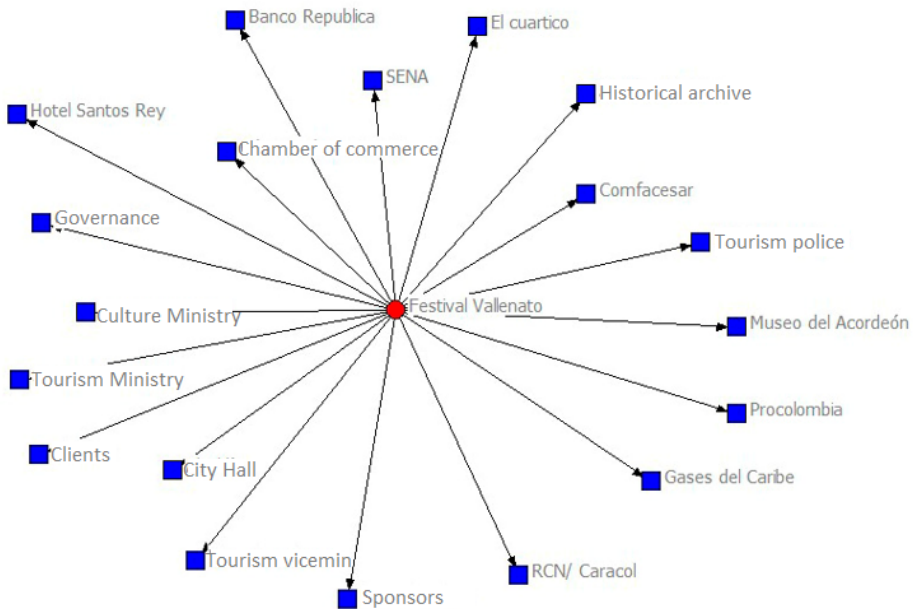 Banco Republica
El cuartico
SENA
Historical archive
Hotel Santos Rey
Chamber of commerce
Comfacesar
Governance
Tourism police
Festival Vallenato
Culture Ministry
Museo del Acordeón
Tourism Ministry
Procolombia
Clients
City Hall
Gases del Caribe
Tourism vicemin
RCN/ Caracol
Sponsors